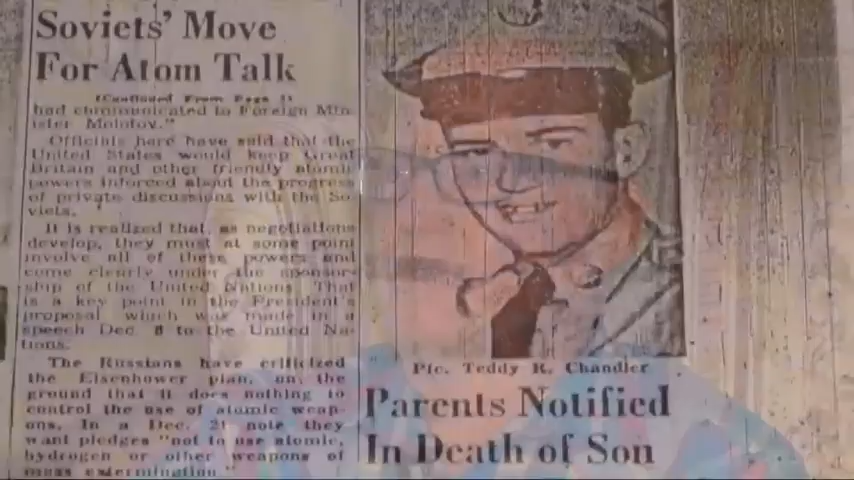 Soviets' Move
For Atom Talk
(Continued From Page 1)
had communicated to Foreign Min-
ister Molotov."
Officials here have said that the
United States would keep Great
Britain and other friendly atomic
powers informed about the progress
of private discussions with the So-
viets.
It is realized that, as negotiations
develop, they must at some point
involve all of these powers and
come clearly under the sponsor-
ship of the United Nations. That
is a key point in the President's
proposal which was made in a
speech Dec. 8 to the United Na-
tions.
The Russians have criticized
the Eisenhower plan, on the
ground that it does nothing to
control the use of atomic weap-
ons. In a Dec. 21 note they
want pledges "not to use atomic,
hydrogen or other weapons of
mass extermination."
Pfc. Teddy R. Chandler
Parents Notified
In Death of Son